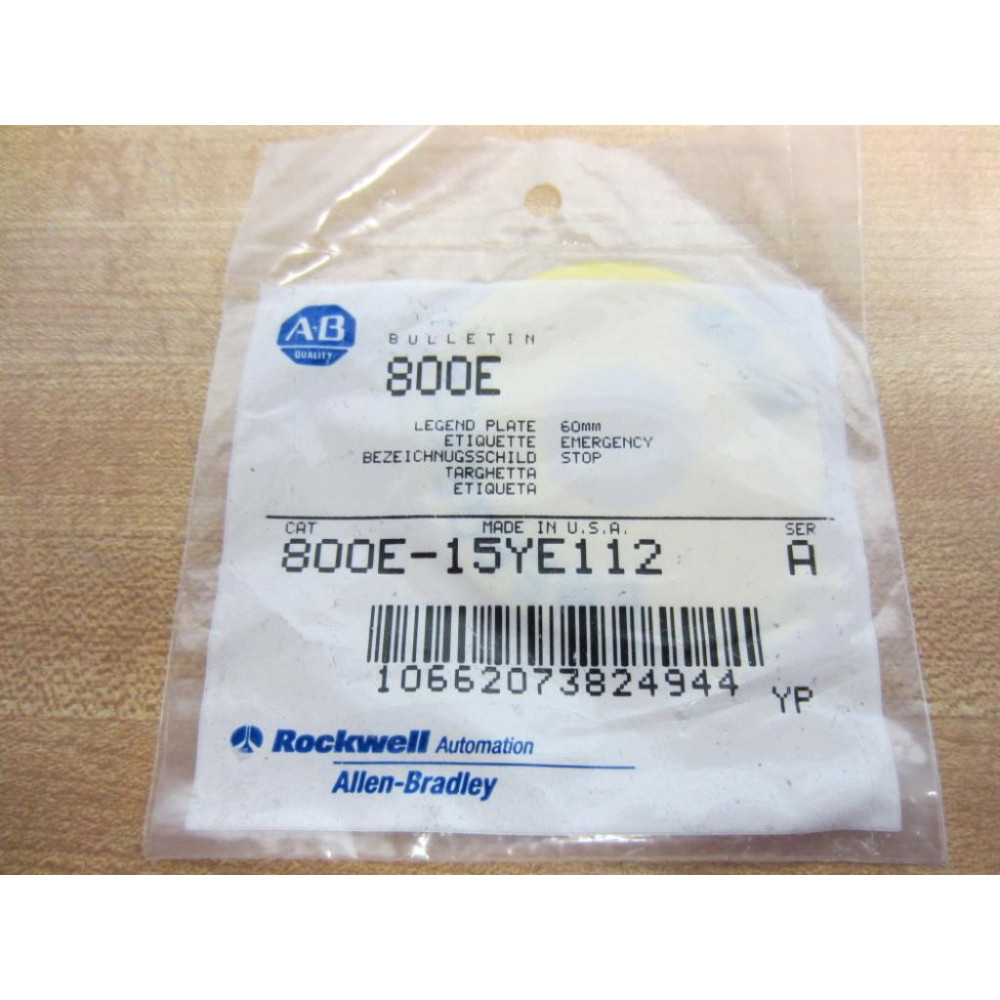 A·B
QUALITY
BULLETIN
800E
LEGEND PLATE 60mm
ETIQUETTE EMERGENCY
BEZEICHNUGSSCHILD STOP
TARGHETTA
ETIQUETA
CAT MADE IN U.S.A. SER
800E-15YE112 A
10662073824944 YP
Rockwell Automation
Allen-Bradley